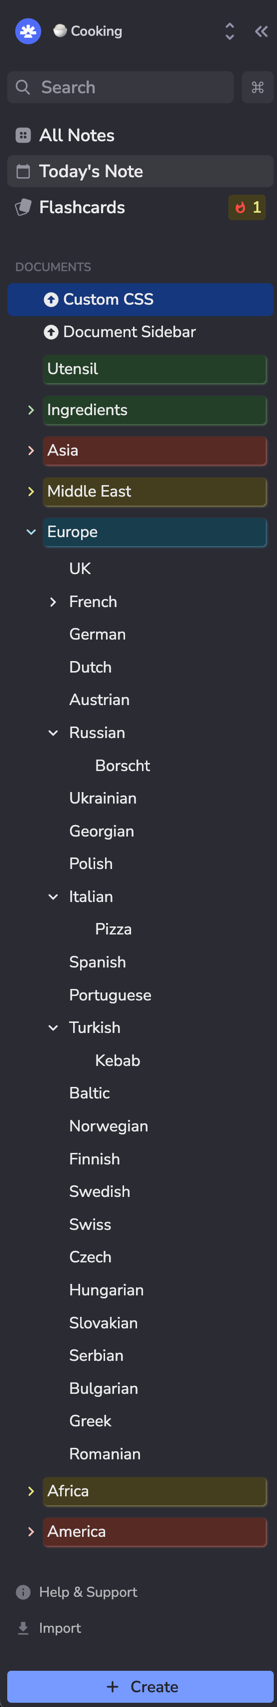 Cooking
Search
⌘
All Notes
Today's Note
Flashcards
1
DOCUMENTS
Custom CSS
Document Sidebar
Utensil
Ingredients
Asia
Middle East
Europe
UK
French
German
Dutch
Austrian
Russian
Borscht
Ukrainian
Georgian
Polish
Italian
Pizza
Spanish
Portuguese
Turkish
Kebab
Baltic
Norwegian
Finnish
Swedish
Swiss
Czech
Hungarian
Slovakian
Serbian
Bulgarian
Greek
Romanian
Africa
America
Help & Support
Import
+ Create